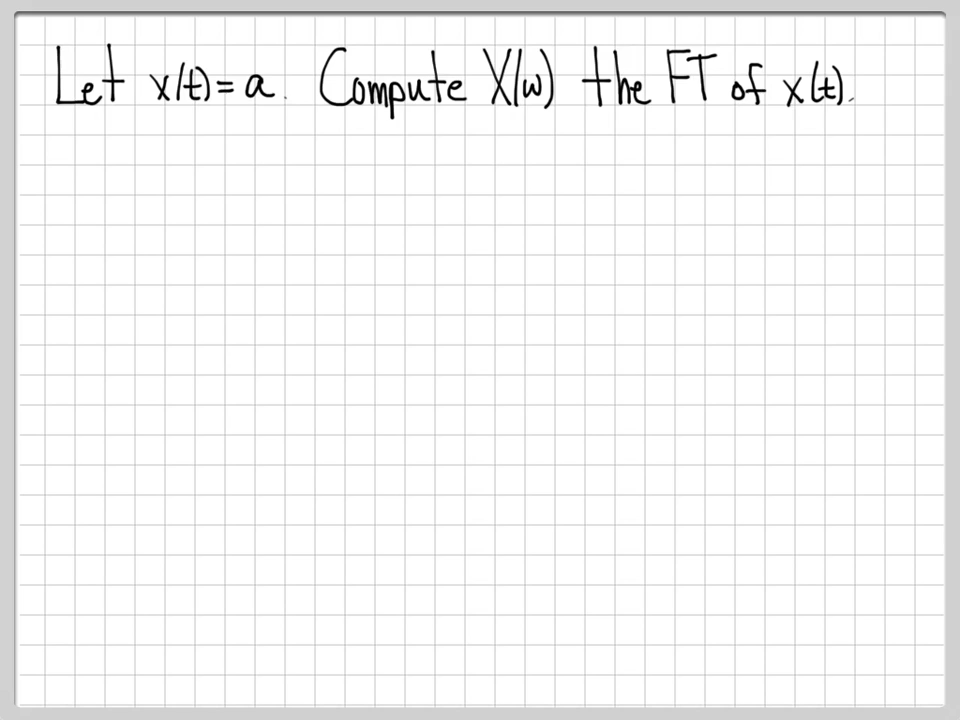 Let x(t) = a. Compute X(w) the FT of x(t).